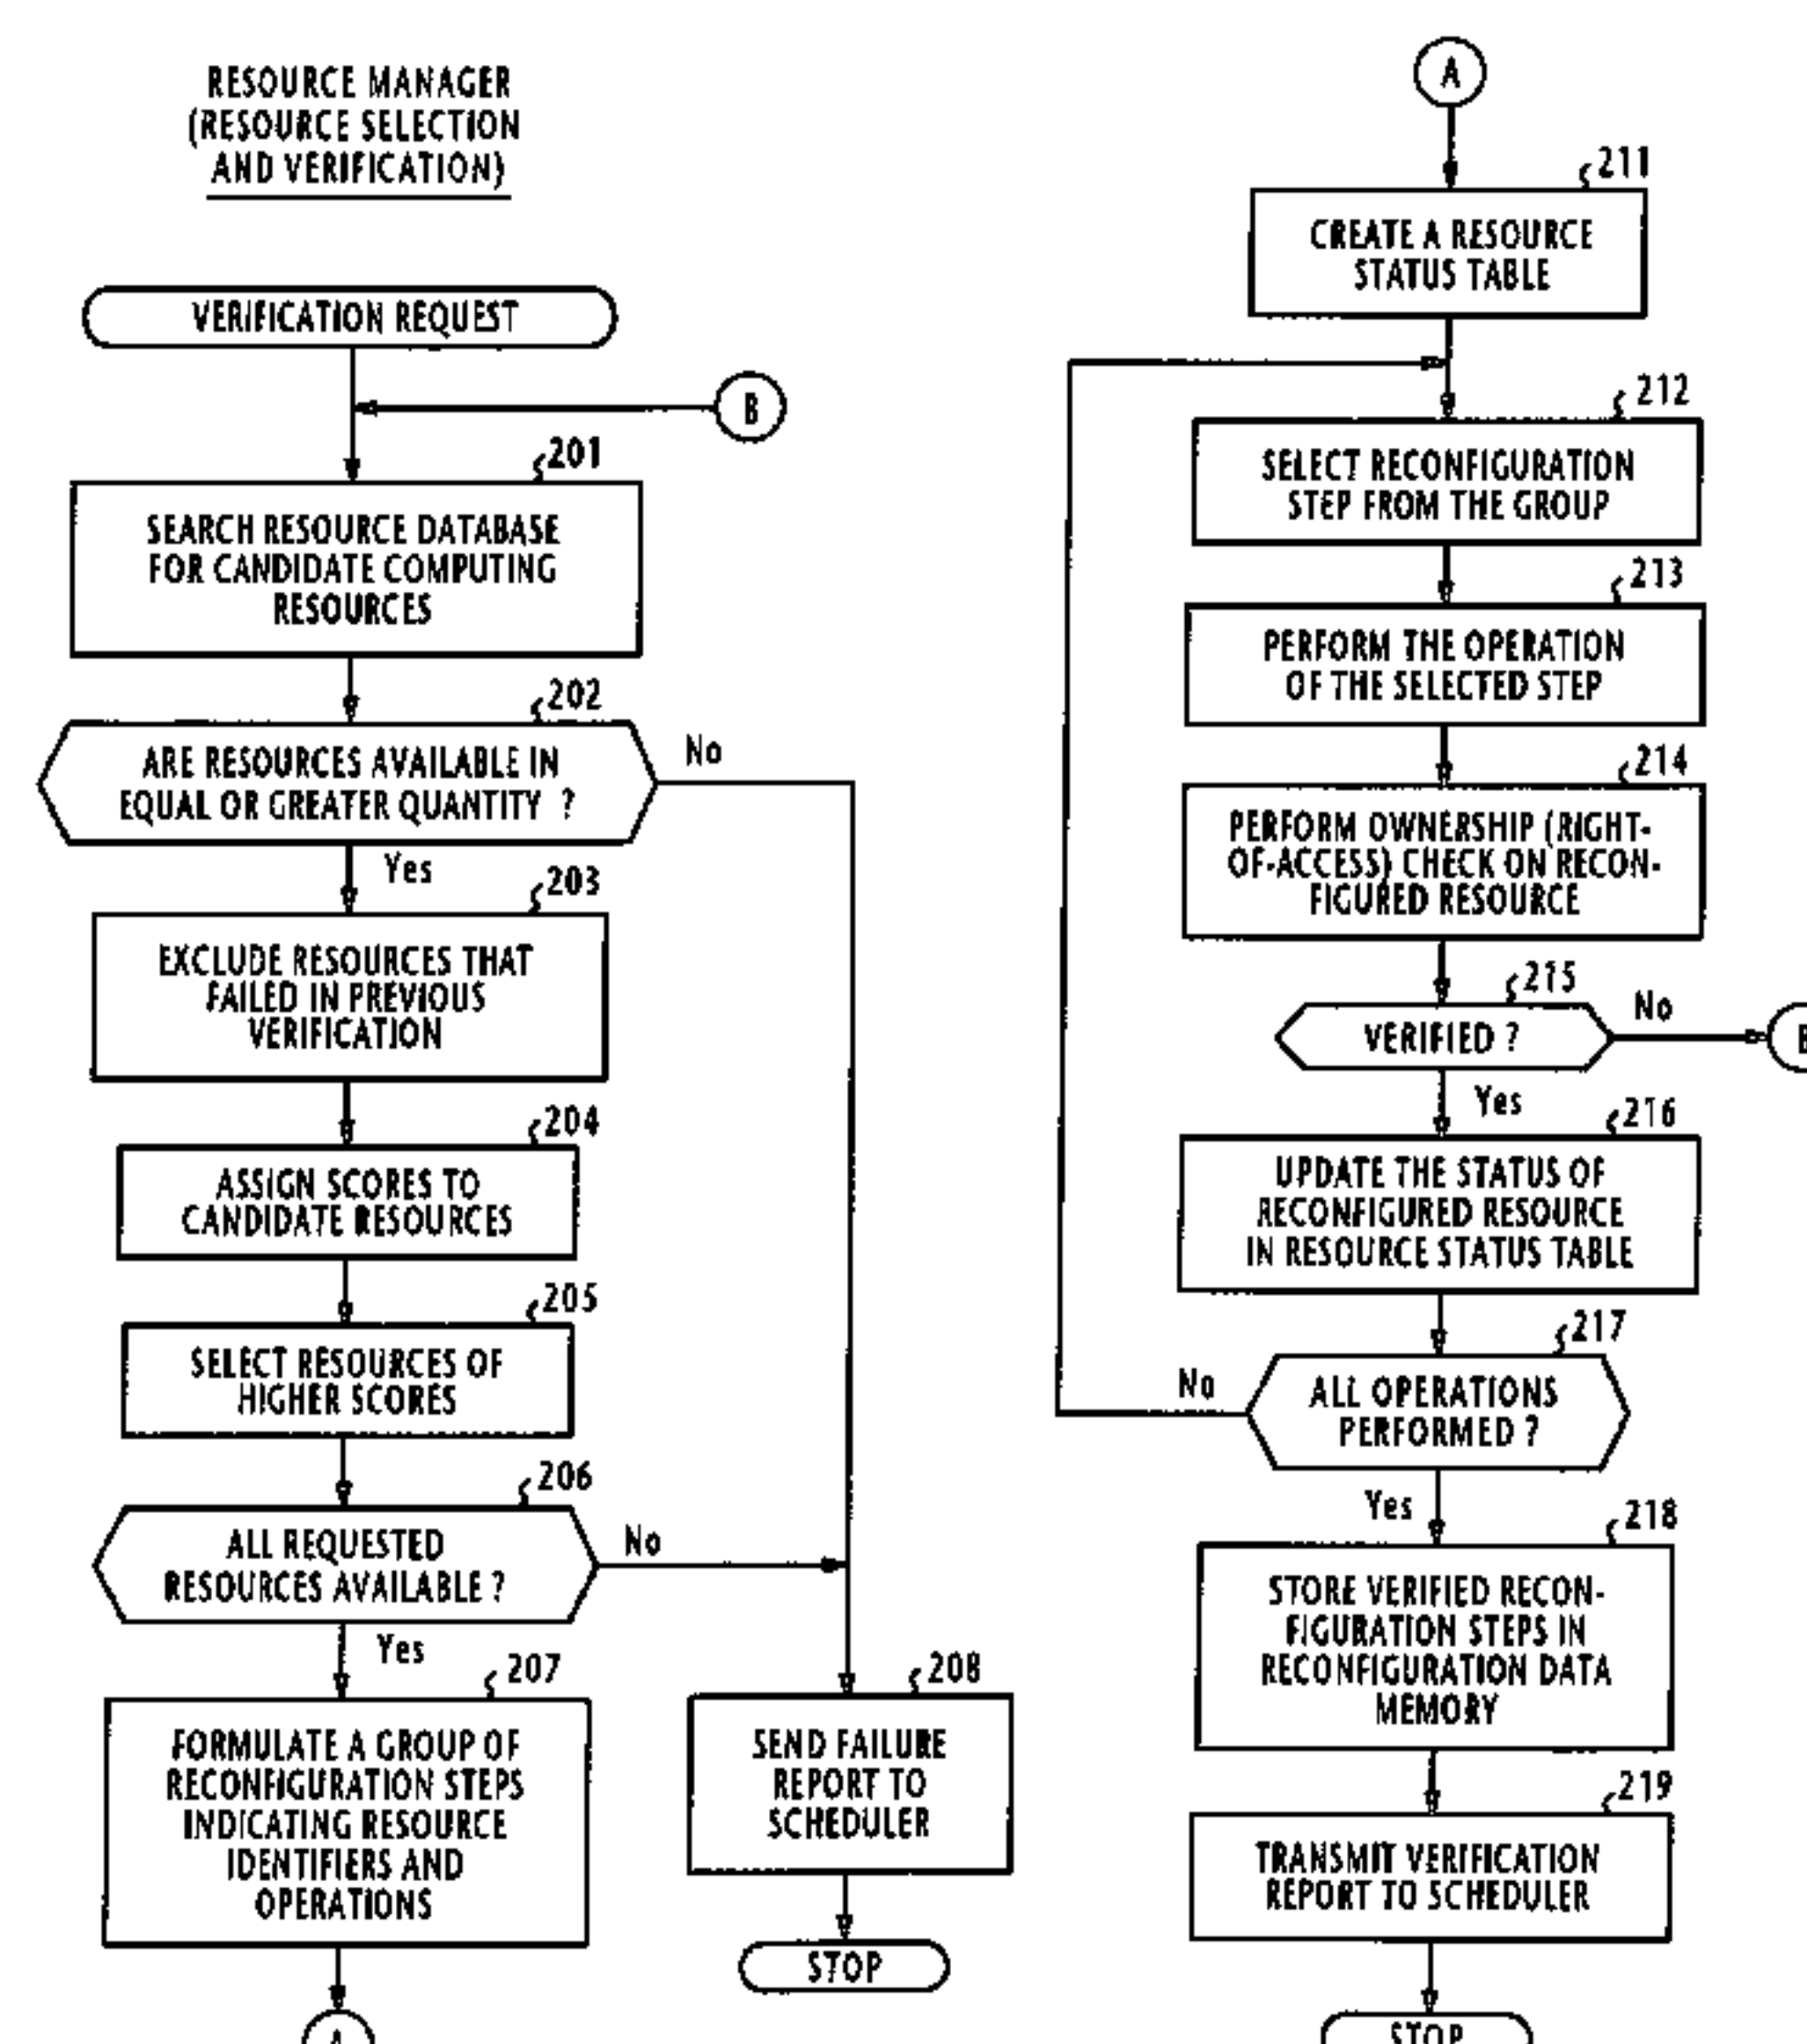 RESOURCE MANAGER
(RESOURCE SELECTION
AND VERIFICATION)
VERIFICATION REQUEST
B
201
SEARCH RESOURCE DATABASE
FOR CANDIDATE COMPUTING
RESOURCES
202
ARE RESOURCES AVAILABLE IN
EQUAL OR GREATER QUANTITY ?
No
Yes
203
EXCLUDE RESOURCES THAT
FAILED IN PREVIOUS
VERIFICATION
204
ASSIGN SCORES TO
CANDIDATE RESOURCES
205
SELECT RESOURCES OF
HIGHER SCORES
206
ALL REQUESTED
RESOURCES AVAILABLE ?
No
Yes
207
FORMULATE A GROUP OF
RECONFIGURATION STEPS
INDICATING RESOURCE
IDENTIFIERS AND
OPERATIONS
A
208
SEND FAILURE
REPORT TO
SCHEDULER
STOP
A
211
CREATE A RESOURCE
STATUS TABLE
212
SELECT RECONFIGURATION
STEP FROM THE GROUP
213
PERFORM THE OPERATION
OF THE SELECTED STEP
214
PERFORM OWNERSHIP (RIGHT-
OF-ACCESS) CHECK ON RECON-
FIGURED RESOURCE
215
VERIFIED ?
No
B
Yes
216
UPDATE THE STATUS OF
RECONFIGURED RESOURCE
IN RESOURCE STATUS TABLE
217
ALL OPERATIONS
PERFORMED ?
No
Yes
218
STORE VERIFIED RECON-
FIGURATION STEPS IN
RECONFIGURATION DATA
MEMORY
219
TRANSMIT VERIFICATION
REPORT TO SCHEDULER
STOP